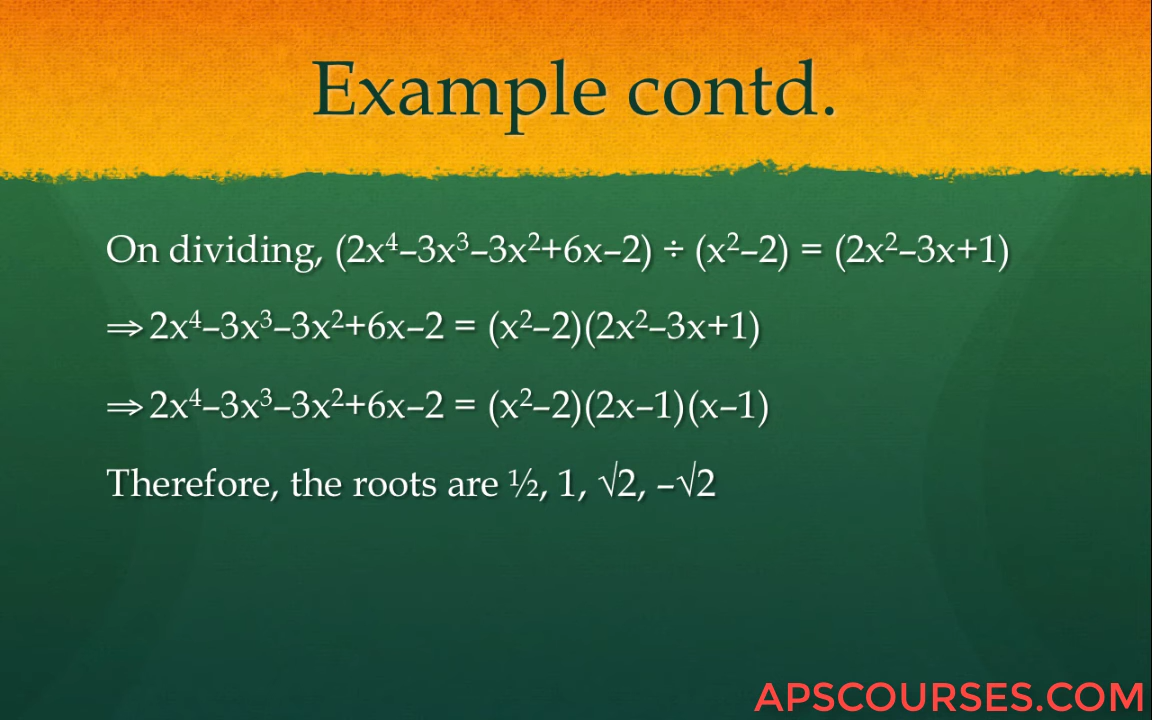 Example contd.
On dividing, (2x⁴–3x³–3x²+6x–2) ÷ (x²–2) = (2x²–3x+1)
⇒ 2x⁴–3x³–3x²+6x–2 = (x²–2)(2x²–3x+1)
⇒ 2x⁴–3x³–3x²+6x–2 = (x²–2)(2x–1)(x–1)
Therefore, the roots are ½, 1, √2, –√2
APSCOURSES.COM